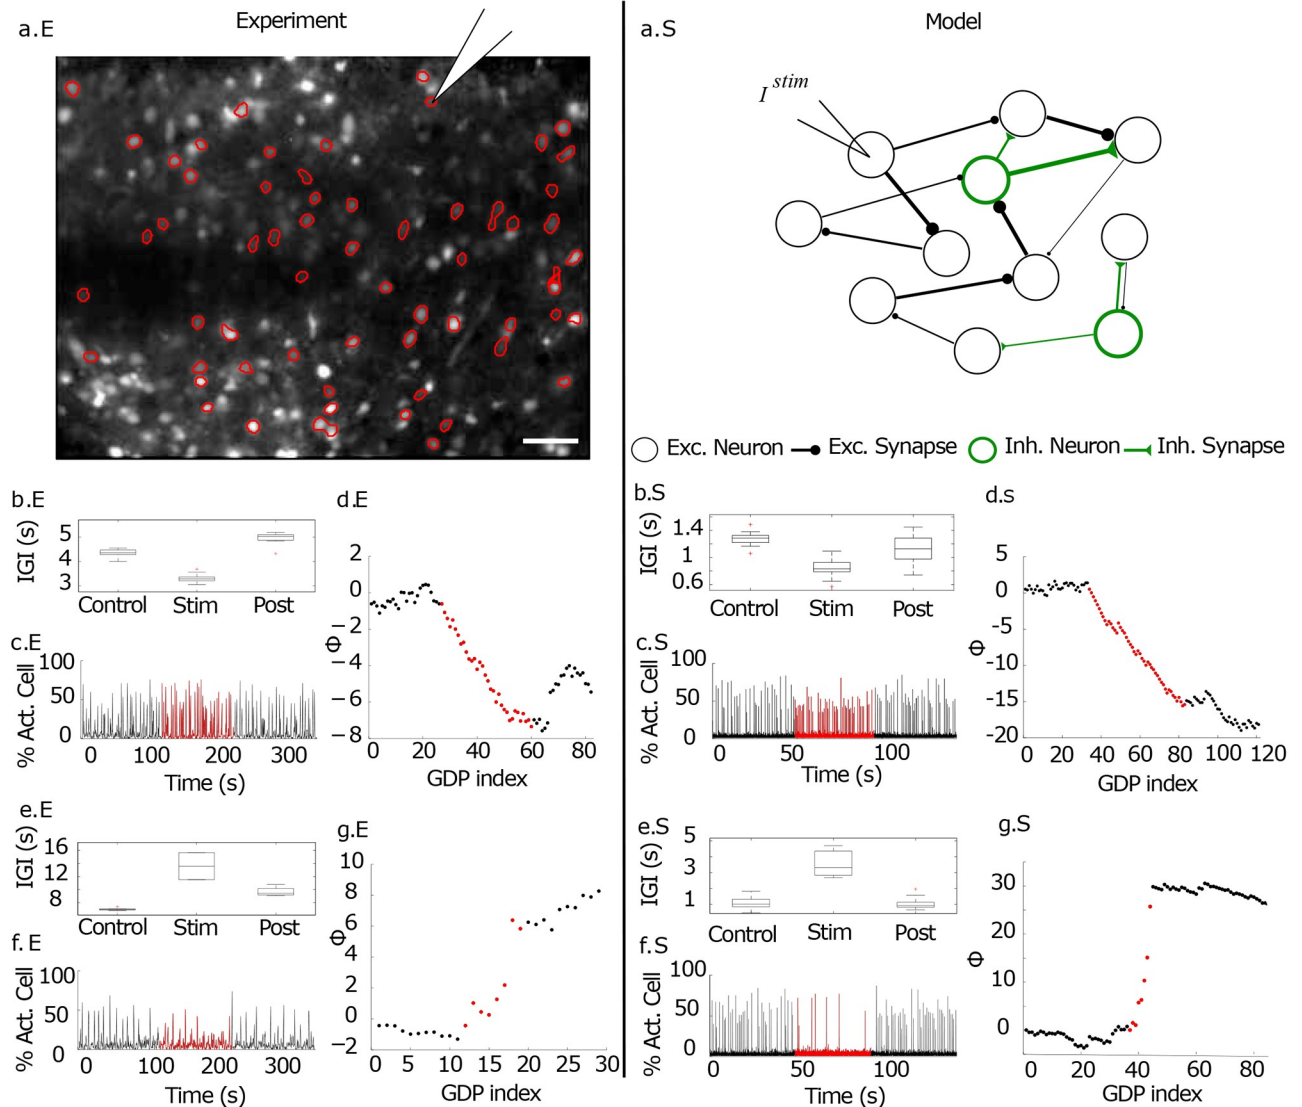 Experiment
a.E
Model
a.S
I stim
Exc. Neuron
Exc. Synapse
Inh. Neuron
Inh. Synapse
b.E
IGI (s)
5
4
3
Control
Stim
Post
c.E
% Act. Cell
100
50
0
0
100
200
300
Time (s)
d.E
Φ
2
0
−2
−4
−6
−8
0
20
40
60
80
GDP index
e.E
IGI (s)
16
12
8
Control
Stim
Post
f. E
% Act. Cell
100
50
0
0
100
200
300
Time (s)
g.E
Φ
10
8
6
4
2
0
−2
0
5
10
15
20
25
30
GDP index
b.S
IGI (s)
1.4
1
0.6
Control
Stim
Post
c.S
% Act. Cell
100
50
0
0
50
100
Time (s)
d.s
Φ
5
0
−5
−10
−15
−20
0
20
40
60
80
100
120
GDP index
e.S
IGI (s)
5
3
1
Control
Stim
Post
f.S
% Act. Cell
100
50
0
0
50
100
Time (s)
g.S
Φ
30
20
10
0
0
20
40
60
80
GDP index